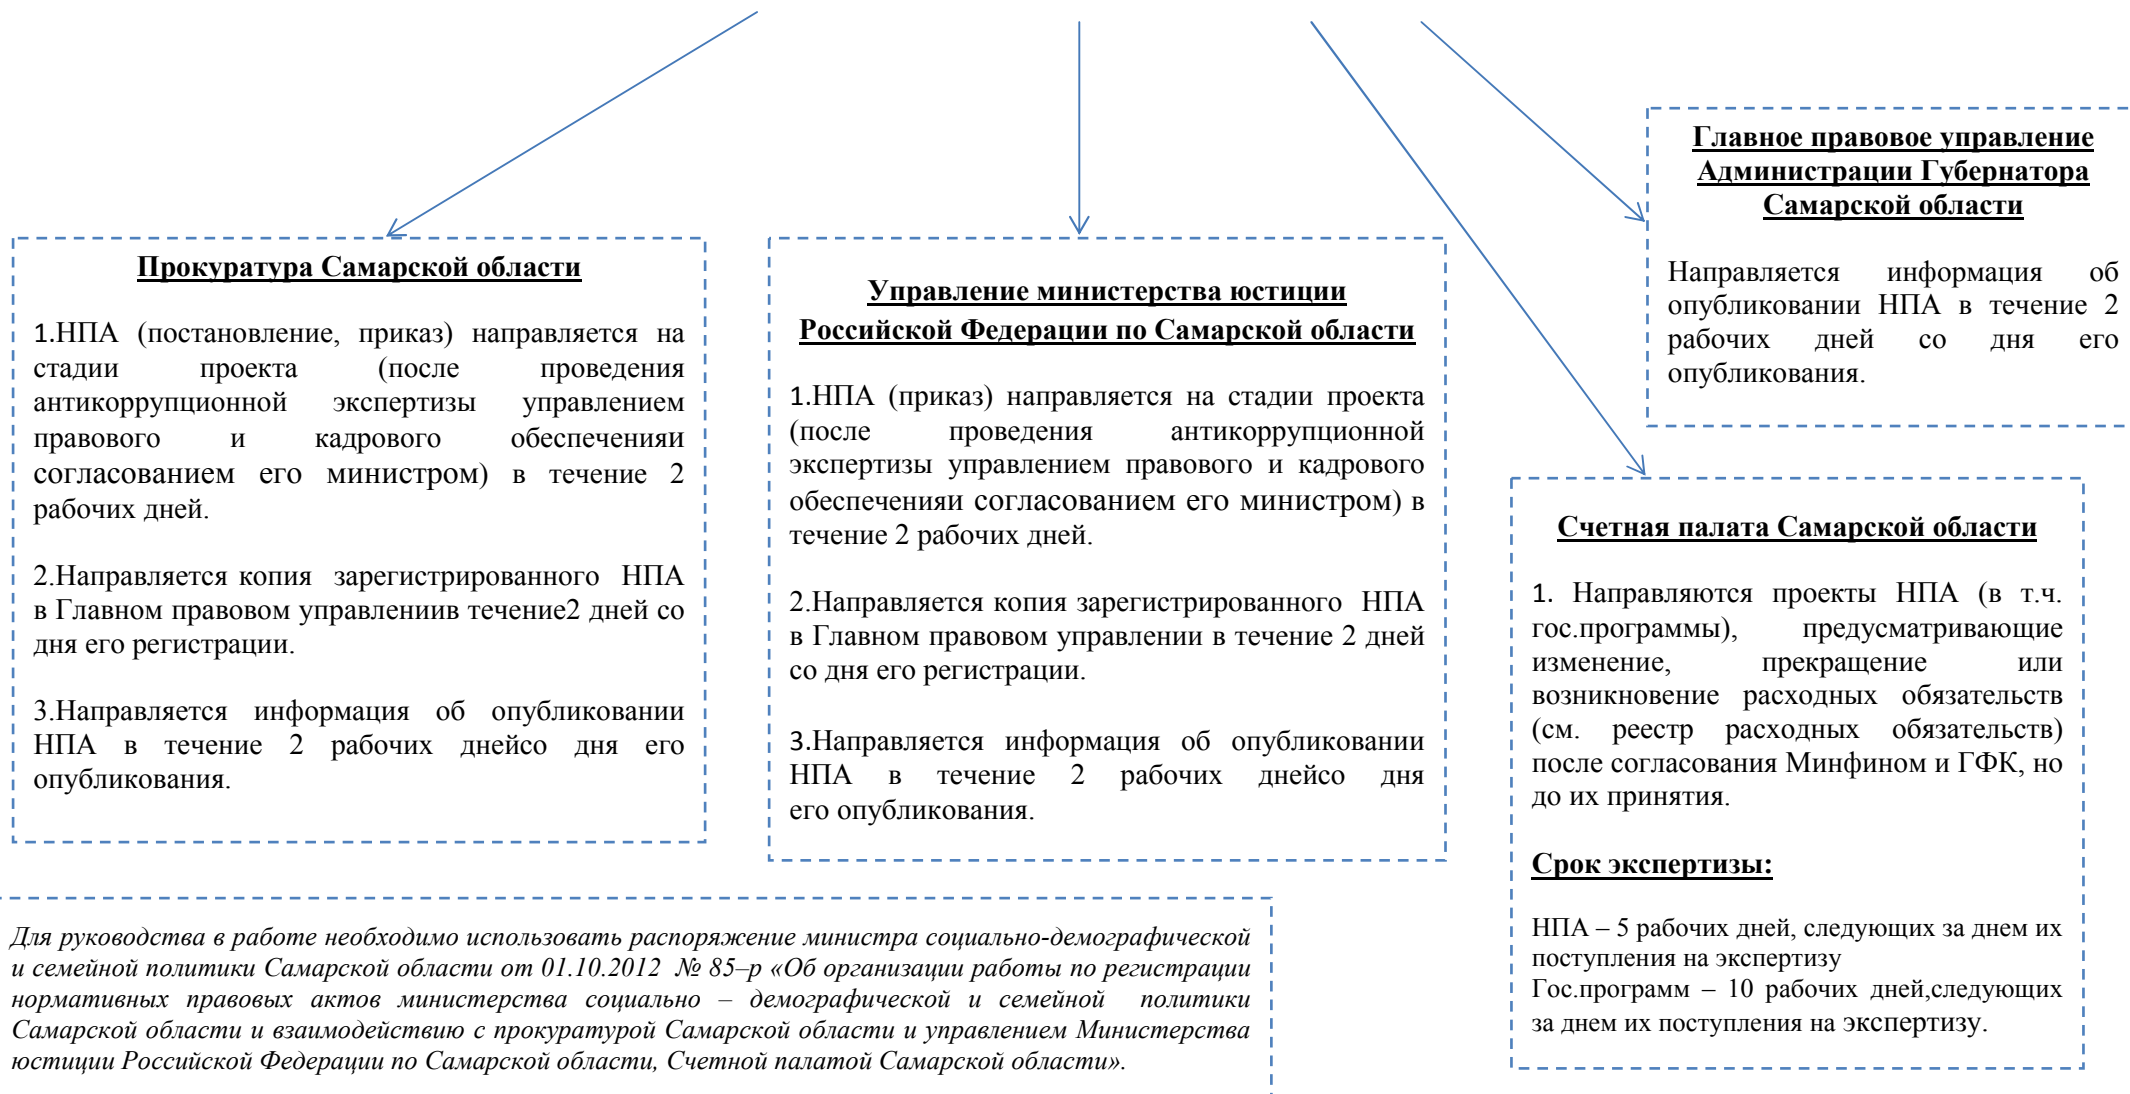 Главное правовое управление
Администрации Губернатора
Самарской области
Направляется информация об
опубликовании НПА в течение 2
рабочих дней со дня его
опубликования.
Прокуратура Самарской области
1.НПА (постановление, приказ) направляется на
стадии проекта (после проведения
антикоррупционной экспертизы управлением
правового и кадрового обеспечениясодержи
согласованием его министром) в течение 2
рабочих дней.
2.Направляется копия зарегистрированного НПА
в Главном правовом управлениив течение2 дней со
дня его регистрации.
3.Направляется информация об опубликовании
НПА в течение 2 рабочих днейсо дня его
опубликования.
Управление министерства юстиции
Российской Федерации по Самарской области
1.НПА (приказ) направляется на стадии проекта
(после проведения антикоррупционной
экспертизы управлением правового и кадрового
обеспеченияи согласованием его министром) в
течение 2 рабочих дней.
2.Направляется копия зарегистрированного НПА
в Главном правовом управлении в течение 2 дней
со дня его регистрации.
3.Направляется информация об опубликовании
НПА в течение 2 рабочих днейсо дня
его опубликования.
Счетная палата Самарской области
1. Направляются проекты НПА (в т.ч.
гос.программы), предусматривающие
изменение, прекращение или
возникновение расходных обязательств
(см. реестр расходных обязательств)
после согласования Минфином и ГФК, но
до их принятия.
Срок экспертизы:
НПА – 5 рабочих дней, следующих за днем их
поступления на экспертизу
Гос.программ – 10 рабочих дней,следующих
за днем их поступления на экспертизу.
Для руководства в работе необходимо использовать распоряжение министра социально-демографической
и семейной политики Самарской области от 01.10.2012 № 85–р «Об организации работы по регистрации
нормативных правовых актов министерства социально – демографической и семейной политики
Самарской области и взаимодействию с прокуратурой Самарской области и управлением Министерства
юстиции Российской Федерации по Самарской области, Счетной палатой Самарской области».